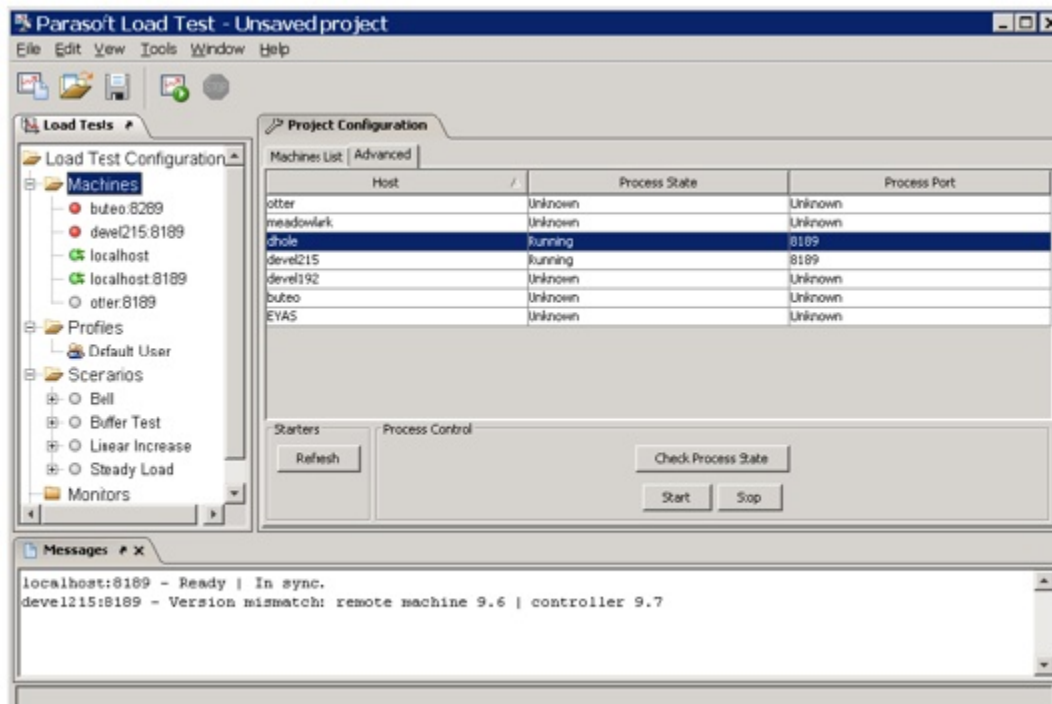 Parasoft Load Test - Unsaved project
File Edit View Tools Window Help
Load Tests
Load Test Configuration
Machines
buteo:8289
devel215:8189
localhost
localhost:8189
otter:8189
Profiles
Default User
Scenarios
Bell
Buffer Test
Linear Increase
Steady Load
Monitors
Project Configuration
Machines List Advanced
Host Process State Process Port
otter Unknown Unknown
meadowlark Unknown Unknown
dhole Running 8189
devel215 Running 8189
devel192 Unknown Unknown
buteo Unknown Unknown
EYAS Unknown Unknown
Starters Process Control
Refresh Check Process State
Start Stop
Messages
localhost:8189 - Ready | In sync.
devel215:8189 - Version mismatch: remote machine 9.6 | controller 9.7